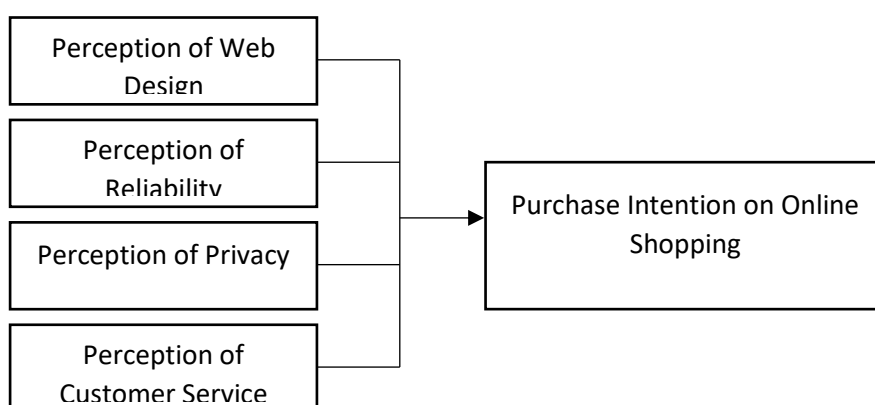 Perception of Web
Design
Perception of
Reliability
Perception of Privacy
Perception of
Customer Service
Purchase Intention on Online
Shopping